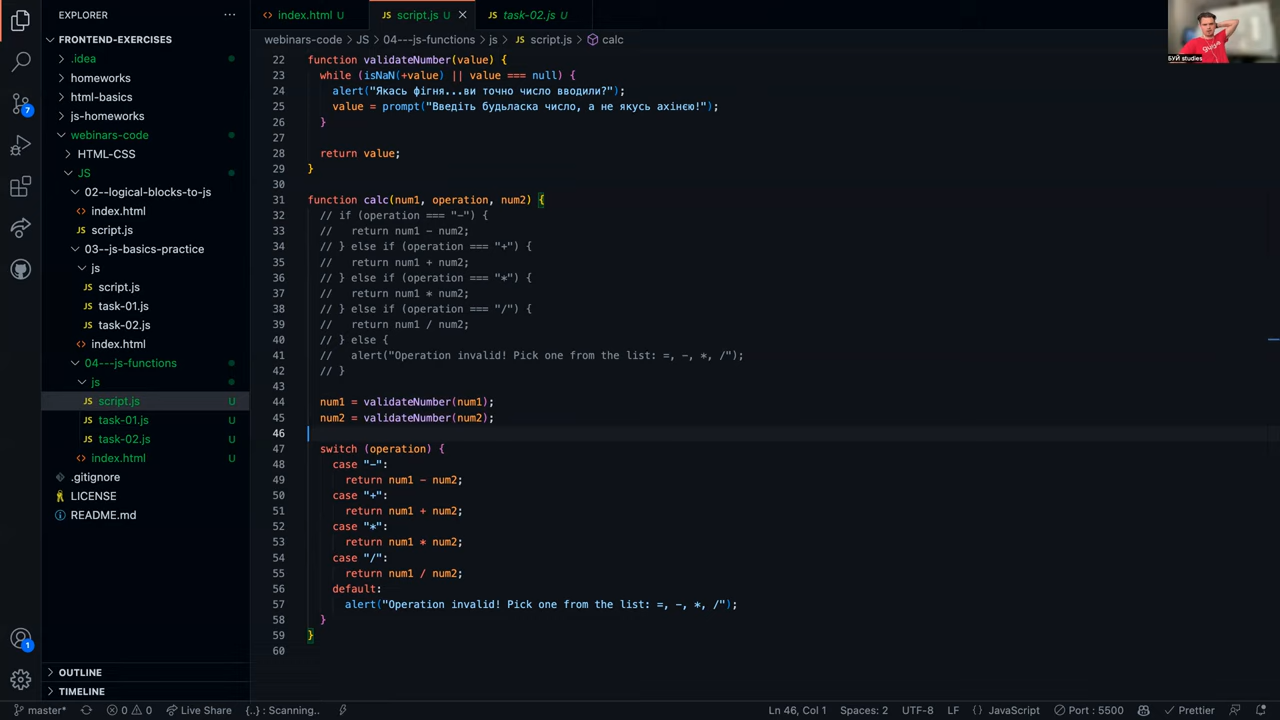 EXPLORER
FRONTEND-EXERCISES
.idea
homeworks
html-basics
js-homeworks
webinars-code
HTML-CSS
JS
02--logical-blocks-to-js
index.html
script.js
03--js-basics-practice
js
script.js
task-01.js
task-02.js
index.html
04---js-functions
js
script.js U
task-01.js U
task-02.js U
index.html U
.gitignore
LICENSE
README.md
OUTLINE
TIMELINE
7
1
index.html U script.js U task-02.js U
webinars-code > JS > 04---js-functions > js > JS script.js > calc
22 function validateNumber(value) {
23 while (isNaN(+value) || value === null) {
24 alert("Якась фігня...ви точно число вводили?");
25 value = prompt("Введіть будьласка число, а не якусь ахінею!");
26 }
27
28 return value;
29 }
30
31 function calc(num1, operation, num2) {
32 // if (operation === "-") {
33 //   return num1 - num2;
34 // } else if (operation === "+") {
35 //   return num1 + num2;
36 // } else if (operation === "*") {
37 //   return num1 * num2;
38 // } else if (operation === "/") {
39 //   return num1 / num2;
40 // } else {
41 //   alert("Operation invalid! Pick one from the list: =, -, *, /");
42 // }
43
44 num1 = validateNumber(num1);
45 num2 = validateNumber(num2);
46
47 switch (operation) {
48 case "-":
49 return num1 - num2;
50 case "+":
51 return num1 + num2;
52 case "*":
53 return num1 * num2;
54 case "/":
55 return num1 / num2;
56 default:
57 alert("Operation invalid! Pick one from the list: =, -, *, /");
58 }
59 }
60
БУЙ studies
master* 0 0 Live Share {..} : Scanning.. Ln 46, Col 1 Spaces: 2 UTF-8 LF {} JavaScript Port : 5500 Prettier